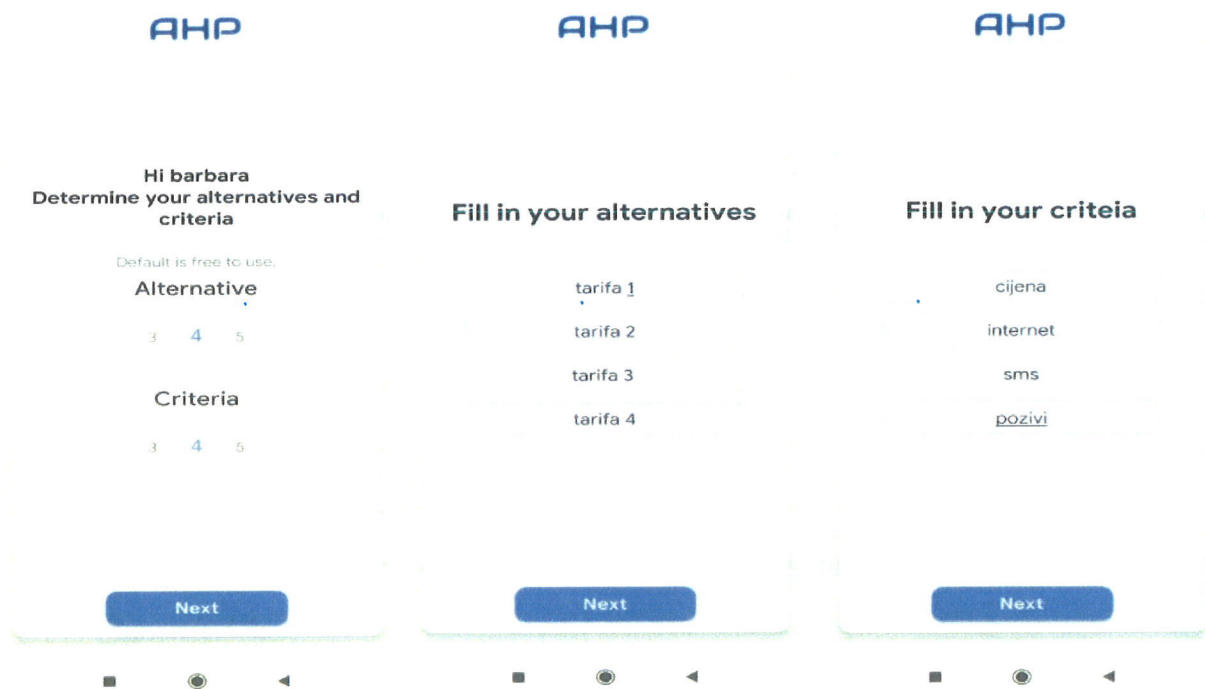 AHP
Hi barbara
Determine your alternatives and
criteria
Default is free to use.
Alternative
3 4 5
Criteria
3 4 5
Next
AHP
Fill in your alternatives
tarifa 1
tarifa 2
tarifa 3
tarifa 4
Next
AHP
Fill in your criteia
cijena
internet
sms
pozivi
Next